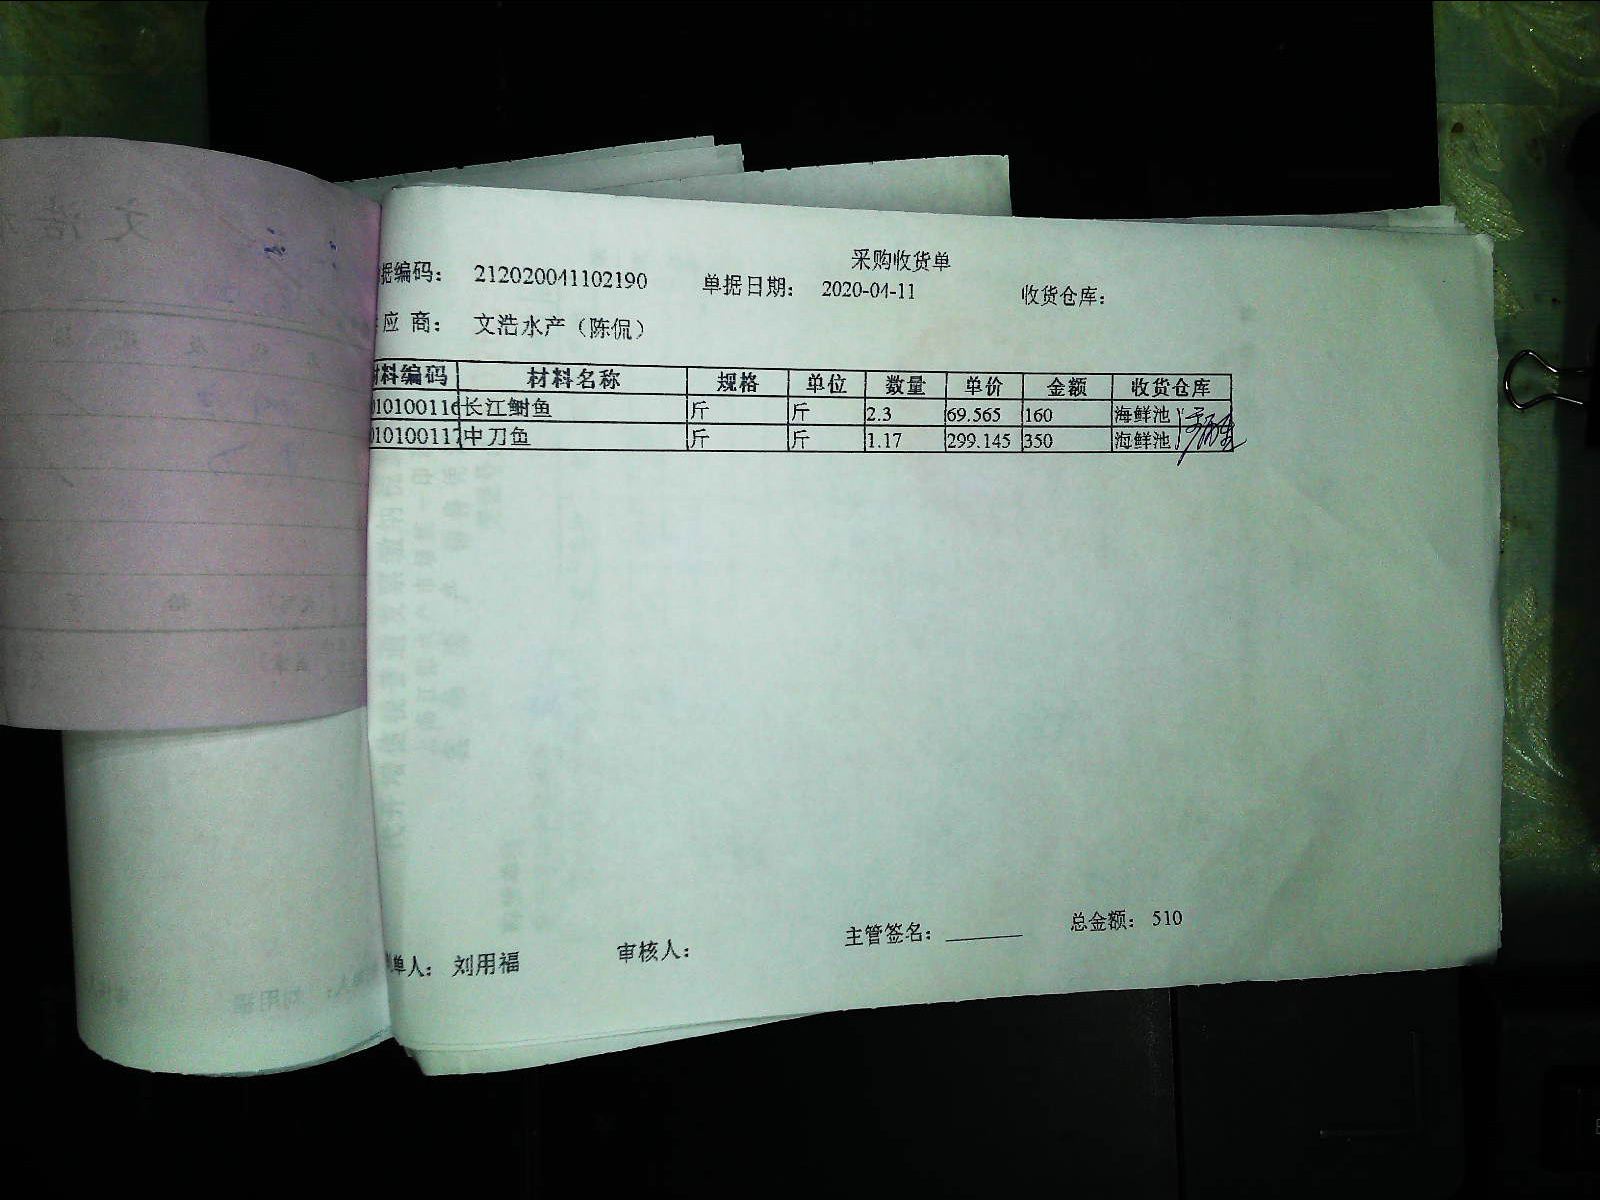 采购收货单
据编码： 212020041102190 单据日期： 2020-04-11 收货仓库：
应 商： 文浩水产（陈侃）
材料编码 材料名称 规格 单位 数量 单价 金额 收货仓库
010100116 长江鲥鱼 斤 斤 2.3 69.565 160 海鲜池
010100117 中刀鱼 斤 斤 1.17 299.145 350 海鲜池
单人： 刘用福 审核人： 主管签名：______ 总金额： 510